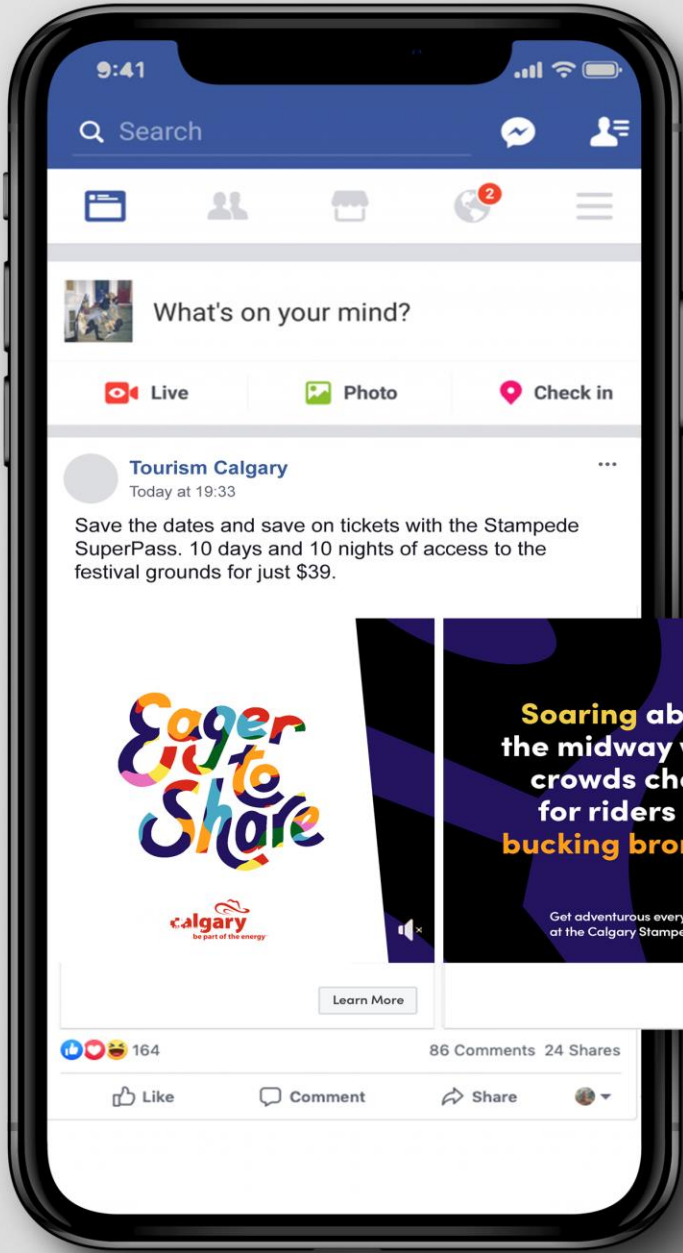 9:41
Search
2
What's on your mind?
Live
Photo
Check in
Tourism Calgary
Today at 19:33
Save the dates and save on tickets with the Stampede
SuperPass. 10 days and 10 nights of access to the
festival grounds for just $39.
Eager
to
Share
calgary
be part of the energy
Soaring ab
the midway
crowds che
for riders
bucking bron
Get adventurous every
at the Calgary Stampe
Learn More
164
86 Comments 24 Shares
Like
Comment
Share